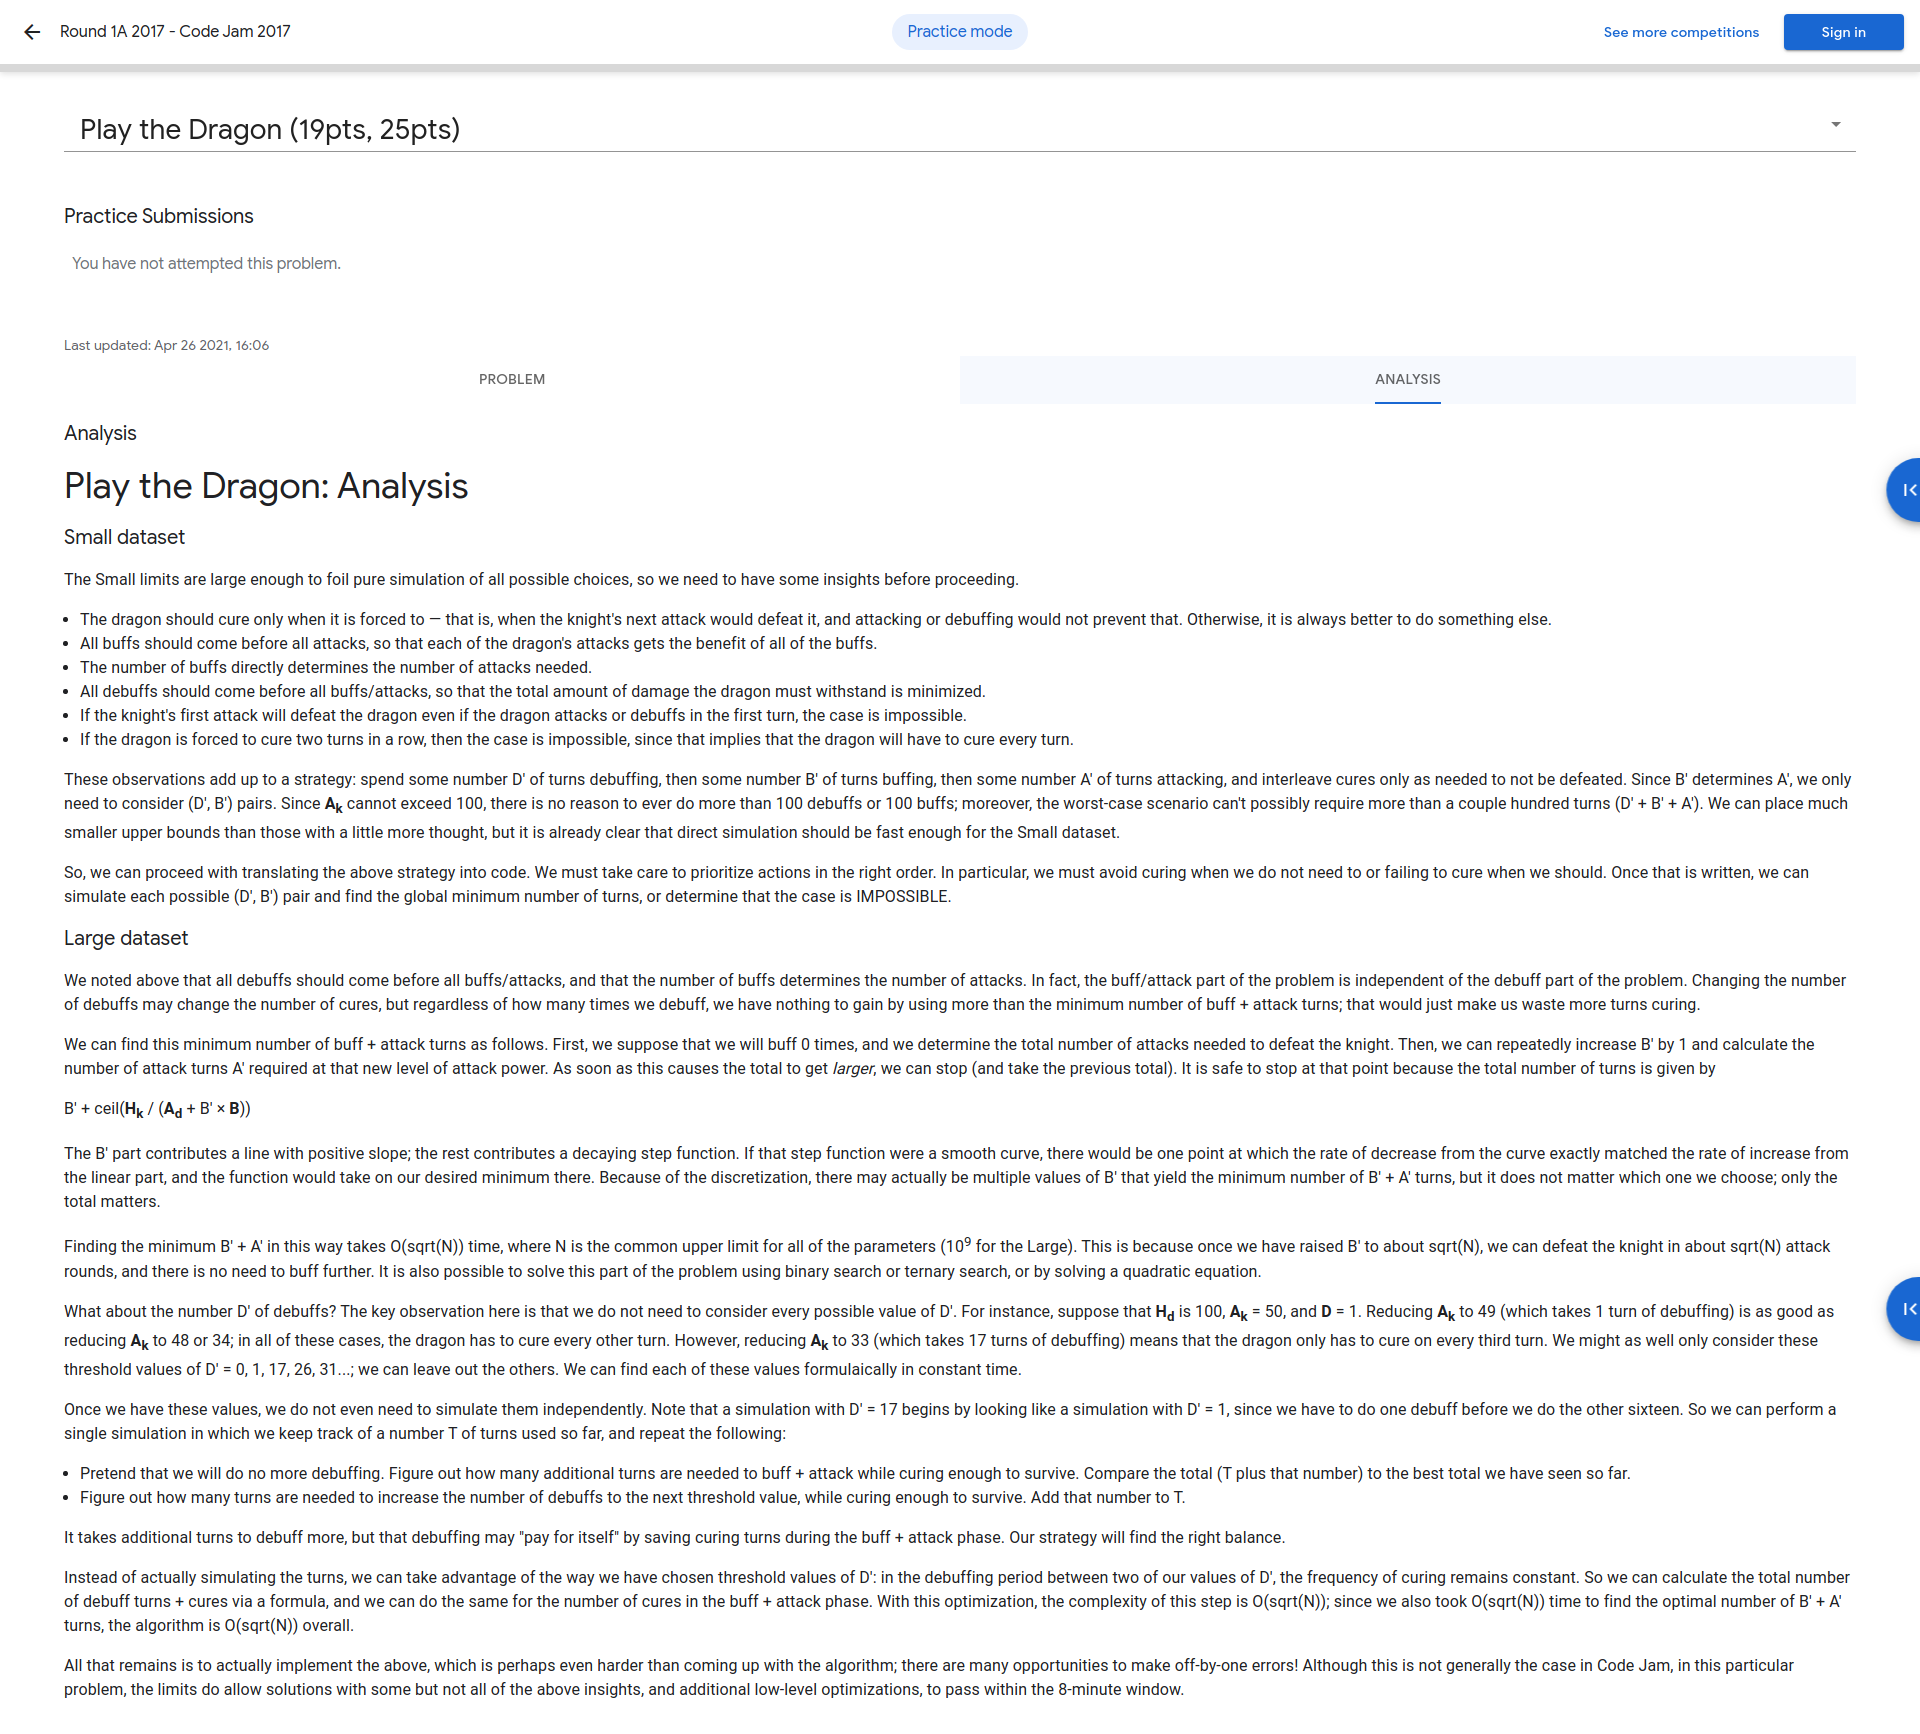 Round 1A 2017 - Code Jam 2017
Practice mode
See more competitions
Sign in
Play the Dragon (19pts, 25pts)
Practice Submissions
You have not attempted this problem.
Last updated: Apr 26 2021, 16:06
PROBLEM
ANALYSIS
Analysis
Play the Dragon: Analysis
Small dataset
The Small limits are large enough to foil pure simulation of all possible choices, so we need to have some insights before proceeding.
• The dragon should cure only when it is forced to — that is, when the knight's next attack would defeat it, and attacking or debuffing would not prevent that. Otherwise, it is always better to do something else.
• All buffs should come before all attacks, so that each of the dragon's attacks gets the benefit of all of the buffs.
• The number of buffs directly determines the number of attacks needed.
• All debuffs should come before all buffs/attacks, so that the total amount of damage the dragon must withstand is minimized.
• If the knight's first attack will defeat the dragon even if the dragon attacks or debuffs in the first turn, the case is impossible.
• If the dragon is forced to cure two turns in a row, then the case is impossible, since that implies that the dragon will have to cure every turn.
These observations add up to a strategy: spend some number D' of turns debuffing, then some number B' of turns buffing, then some number A' of turns attacking, and interleave cures only as needed to not be defeated. Since B' determines A', we only
need to consider (D', B') pairs. Since Ak cannot exceed 100, there is no reason to ever do more than 100 debuffs or 100 buffs; moreover, the worst-case scenario can't possibly require more than a couple hundred turns (D' + B' + A'). We can place much
smaller upper bounds than those with a little more thought, but it is already clear that direct simulation should be fast enough for the Small dataset.
So, we can proceed with translating the above strategy into code. We must take care to prioritize actions in the right order. In particular, we must avoid curing when we do not need to or failing to cure when we should. Once that is written, we can
simulate each possible (D', B') pair and find the global minimum number of turns, or determine that the case is IMPOSSIBLE.
Large dataset
We noted above that all debuffs should come before all buffs/attacks, and that the number of buffs determines the number of attacks. In fact, the buff/attack part of the problem is independent of the debuff part of the problem. Changing the number
of debuffs may change the number of cures, but regardless of how many times we debuff, we have nothing to gain by using more than the minimum number of buff + attack turns; that would just make us waste more turns curing.
We can find this minimum number of buff + attack turns as follows. First, we suppose that we will buff 0 times, and we determine the total number of attacks needed to defeat the knight. Then, we can repeatedly increase B' by 1 and calculate the
number of attack turns A' required at that new level of attack power. As soon as this causes the total to get larger, we can stop (and take the previous total). It is safe to stop at that point because the total number of turns is given by
B' + ceil(Hk / (Ad + B' × B))
The B' part contributes a line with positive slope; the rest contributes a decaying step function. If that step function were a smooth curve, there would be one point at which the rate of decrease from the curve exactly matched the rate of increase from
the linear part, and the function would take on our desired minimum there. Because of the discretization, there may actually be multiple values of B' that yield the minimum number of B' + A' turns, but it does not matter which one we choose; only the
total matters.
Finding the minimum B' + A' in this way takes O(sqrt(N)) time, where N is the common upper limit for all of the parameters (10⁹ for the Large). This is because once we have raised B' to about sqrt(N), we can defeat the knight in about sqrt(N) attack
rounds, and there is no need to buff further. It is also possible to solve this part of the problem using binary search or ternary search, or by solving a quadratic equation.
What about the number D' of debuffs? The key observation here is that we do not need to consider every possible value of D'. For instance, suppose that Hd is 100, Ak = 50, and D = 1. Reducing Ak to 49 (which takes 1 turn of debuffing) is as good as
reducing Ak to 48 or 34; in all of these cases, the dragon has to cure every other turn. However, reducing Ak to 33 (which takes 17 turns of debuffing) means that the dragon only has to cure on every third turn. We might as well only consider these
threshold values of D' = 0, 1, 17, 26, 31...; we can leave out the others. We can find each of these values formulaically in constant time.
Once we have these values, we do not even need to simulate them independently. Note that a simulation with D' = 17 begins by looking like a simulation with D' = 1, since we have to do one debuff before we do the other sixteen. So we can perform a
single simulation in which we keep track of a number T of turns used so far, and repeat the following:
• Pretend that we will do no more debuffing. Figure out how many additional turns are needed to buff + attack while curing enough to survive. Compare the total (T plus that number) to the best total we have seen so far.
• Figure out how many turns are needed to increase the number of debuffs to the next threshold value, while curing enough to survive. Add that number to T.
It takes additional turns to debuff more, but that debuffing may "pay for itself" by saving curing turns during the buff + attack phase. Our strategy will find the right balance.
Instead of actually simulating the turns, we can take advantage of the way we have chosen threshold values of D': in the debuffing period between two of our values of D', the frequency of curing remains constant. So we can calculate the total number
of debuff turns + cures via a formula, and we can do the same for the number of cures in the buff + attack phase. With this optimization, the complexity of this step is O(sqrt(N)); since we also took O(sqrt(N)) time to find the optimal number of B' + A'
turns, the algorithm is O(sqrt(N)) overall.
All that remains is to actually implement the above, which is perhaps even harder than coming up with the algorithm; there are many opportunities to make off-by-one errors! Although this is not generally the case in Code Jam, in this particular
problem, the limits do allow solutions with some but not all of the above insights, and additional low-level optimizations, to pass within the 8-minute window.